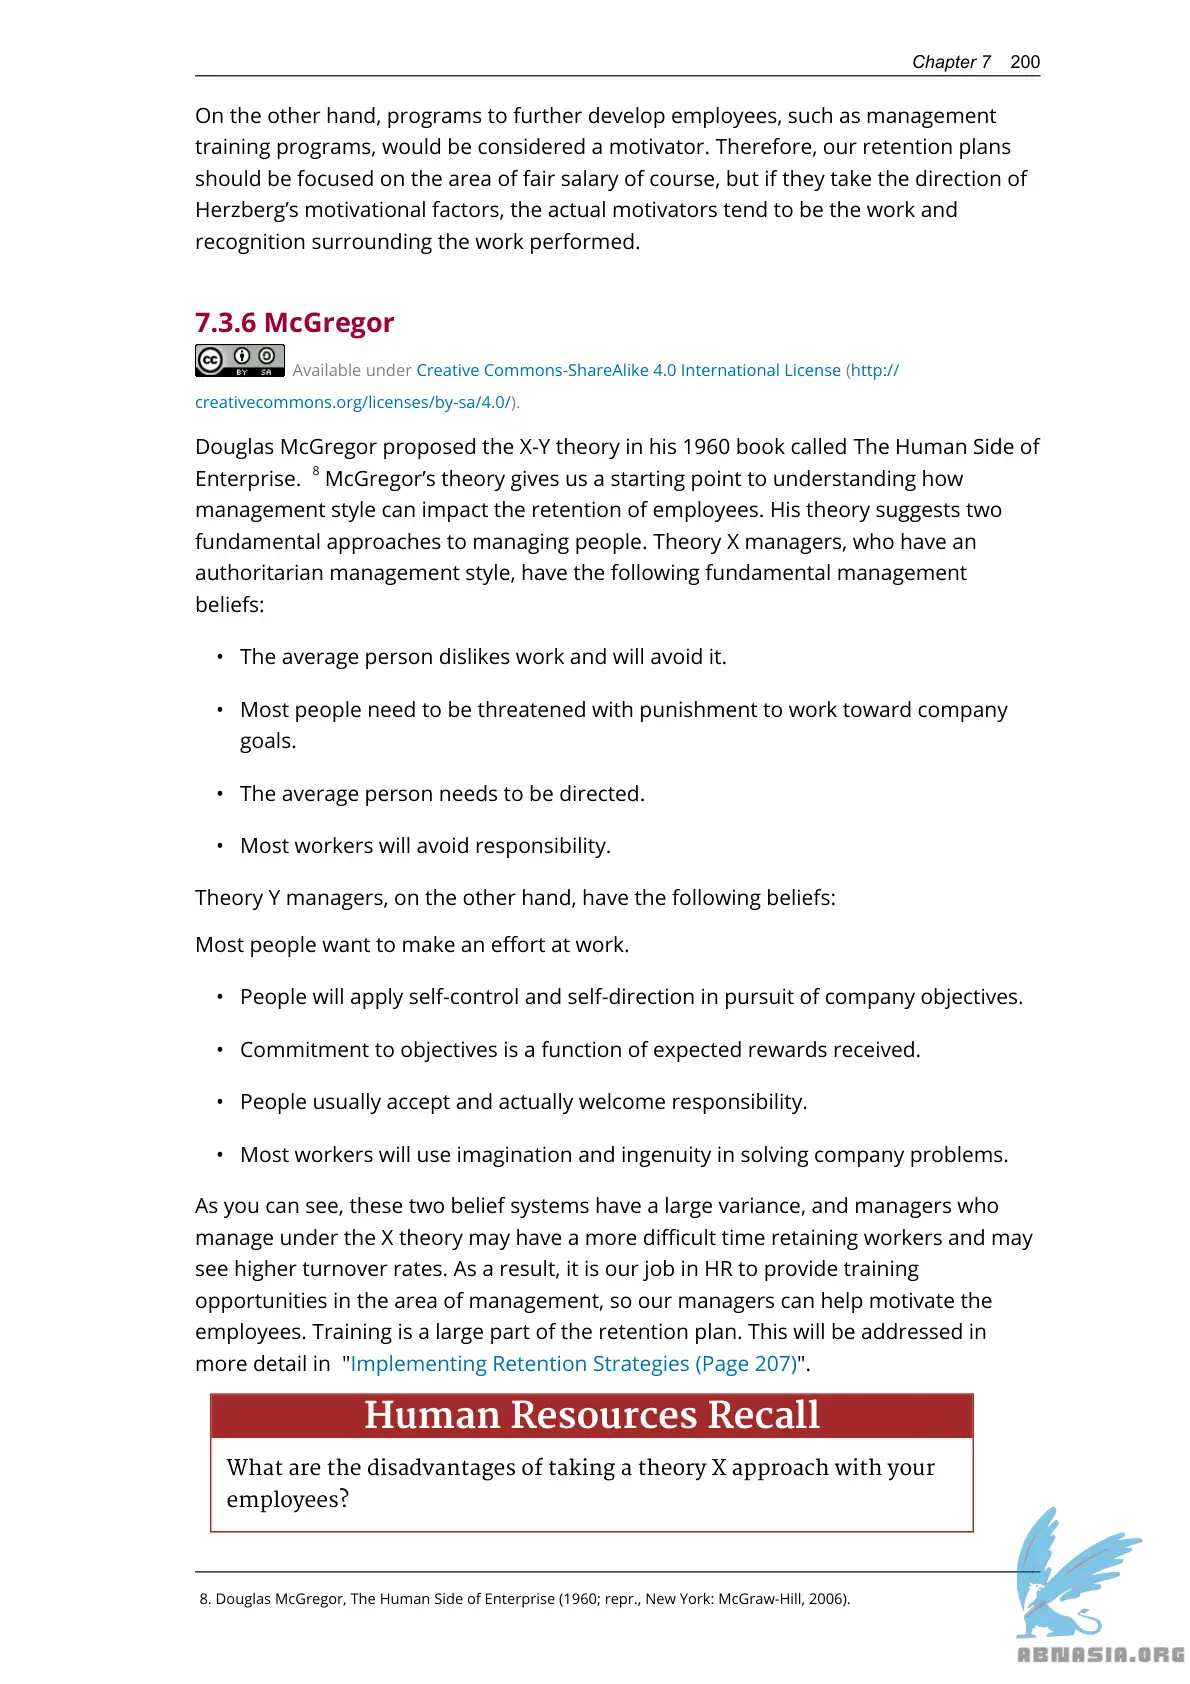 Chapter 7 200
On the other hand, programs to further develop employees, such as management
training programs, would be considered a motivator. Therefore, our retention plans
should be focused on the area of fair salary of course, but if they take the direction of
Herzberg’s motivational factors, the actual motivators tend to be the work and
recognition surrounding the work performed.
7.3.6 McGregor
cc BY SA Available under Creative Commons-ShareAlike 4.0 International License (http://
creativecommons.org/licenses/by-sa/4.0/).
Douglas McGregor proposed the X-Y theory in his 1960 book called The Human Side of
Enterprise. 8 McGregor’s theory gives us a starting point to understanding how
management style can impact the retention of employees. His theory suggests two
fundamental approaches to managing people. Theory X managers, who have an
authoritarian management style, have the following fundamental management
beliefs:
• The average person dislikes work and will avoid it.
• Most people need to be threatened with punishment to work toward company
goals.
• The average person needs to be directed.
• Most workers will avoid responsibility.
Theory Y managers, on the other hand, have the following beliefs:
Most people want to make an effort at work.
• People will apply self-control and self-direction in pursuit of company objectives.
• Commitment to objectives is a function of expected rewards received.
• People usually accept and actually welcome responsibility.
• Most workers will use imagination and ingenuity in solving company problems.
As you can see, these two belief systems have a large variance, and managers who
manage under the X theory may have a more difficult time retaining workers and may
see higher turnover rates. As a result, it is our job in HR to provide training
opportunities in the area of management, so our managers can help motivate the
employees. Training is a large part of the retention plan. This will be addressed in
more detail in "Implementing Retention Strategies (Page 207)".
Human Resources Recall
What are the disadvantages of taking a theory X approach with your
employees?
8. Douglas McGregor, The Human Side of Enterprise (1960; repr., New York: McGraw-Hill, 2006).
ABNASIA.ORG